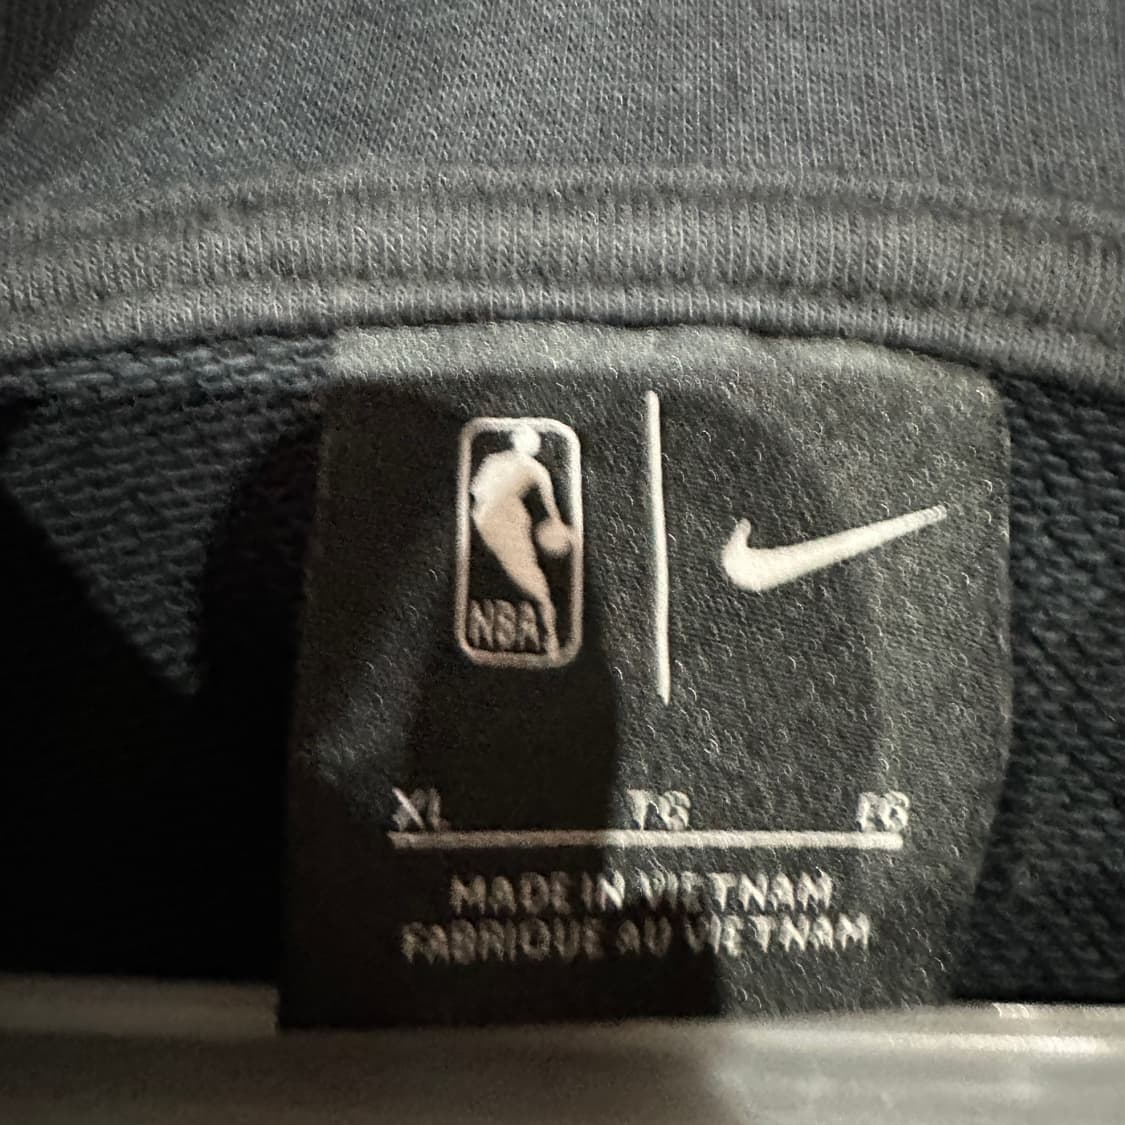 NBA
XL TG EG
MADE IN VIETNAM
FABRIQUE AU VIETNAM